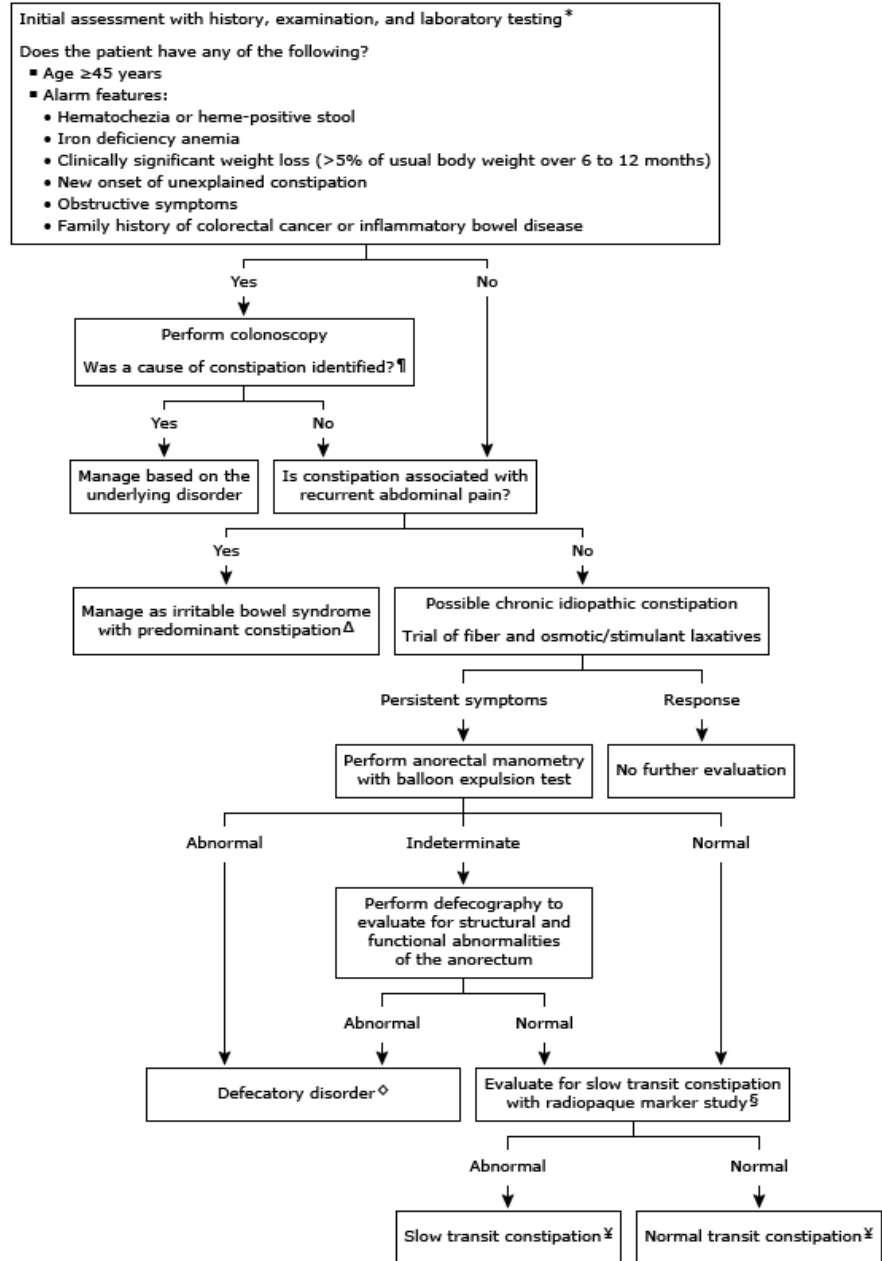 Initial assessment with history, examination, and laboratory testing*
Does the patient have any of the following?
▪ Age ≥45 years
▪ Alarm features:
• Hematochezia or heme-positive stool
• Iron deficiency anemia
• Clinically significant weight loss (>5% of usual body weight over 6 to 12 months)
• New onset of unexplained constipation
• Obstructive symptoms
• Family history of colorectal cancer or inflammatory bowel disease
Yes
No
Perform colonoscopy
Was a cause of constipation identified?¶
Yes
No
Manage based on the
underlying disorder
Is constipation associated with
recurrent abdominal pain?
Yes
No
Manage as irritable bowel syndrome
with predominant constipationΔ
Possible chronic idiopathic constipation
Trial of fiber and osmotic/stimulant laxatives
Persistent symptoms
Response
Perform anorectal manometry
with balloon expulsion test
No further evaluation
Abnormal
Indeterminate
Normal
Perform defecography to
evaluate for structural and
functional abnormalities
of the anorectum
Abnormal
Normal
Defecatory disorder◇
Evaluate for slow transit constipation
with radiopaque marker study§
Abnormal
Normal
Slow transit constipation¥
Normal transit constipation¥